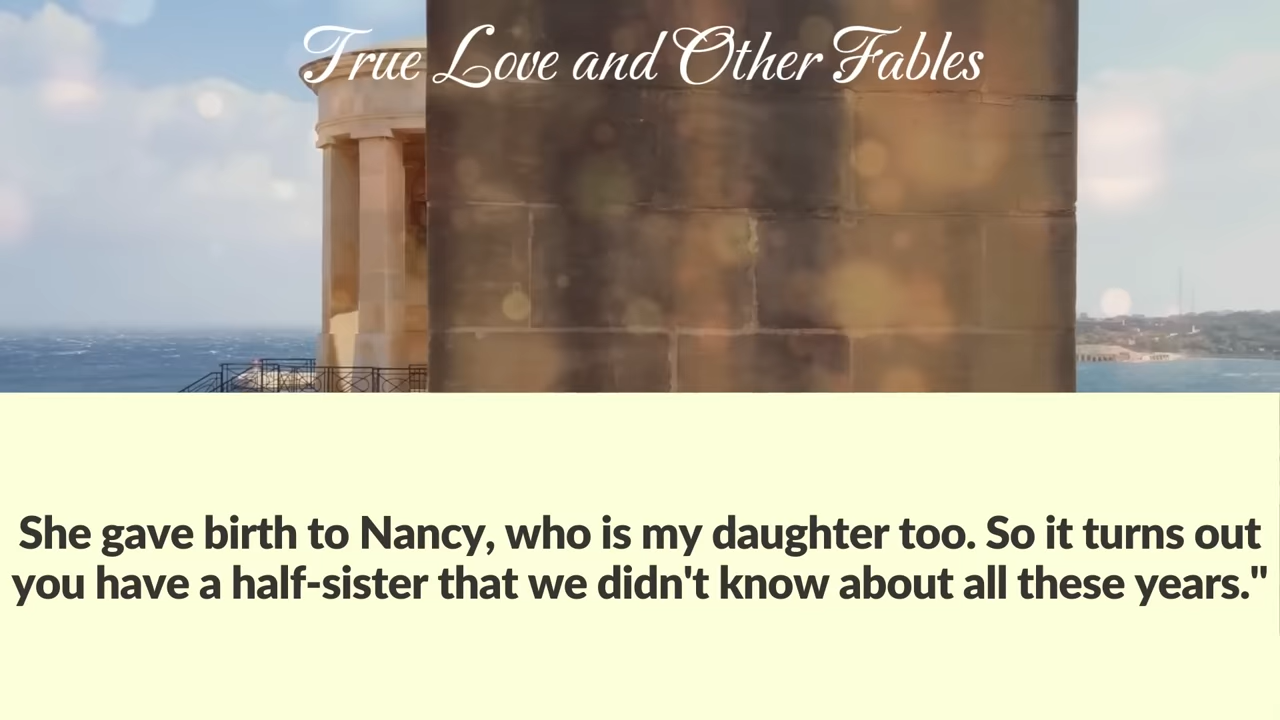 True Love and Other Fables
She gave birth to Nancy, who is my daughter too. So it turns out
you have a half-sister that we didn't know about all these years."